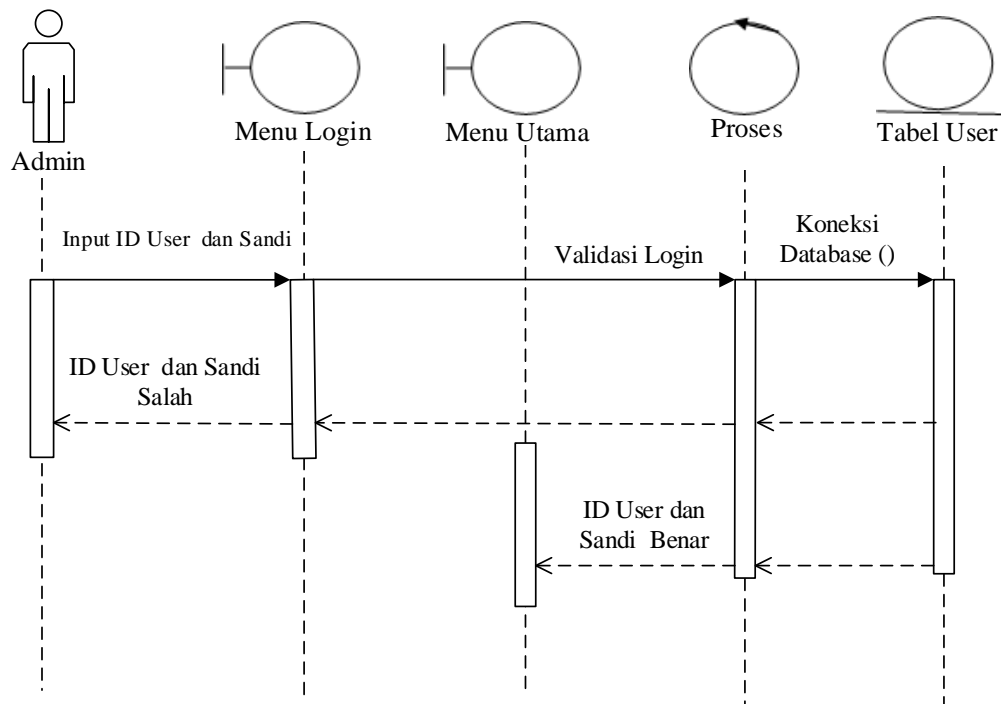 Admin
Menu Login
Menu Utama
Proses
Tabel User
Input ID User dan Sandi
Validasi Login
Koneksi
Database ()
ID User dan Sandi
Salah
ID User dan
Sandi Benar